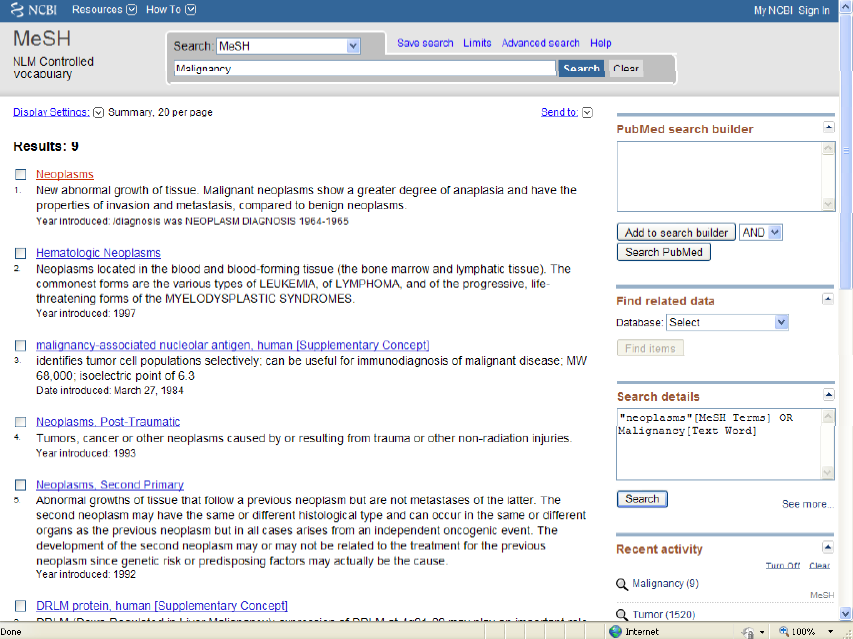 NCBI Resources How To My NCBI Sign In
MeSH
NLM Controlled
Vocabulary
Search: MeSH
Save search Limits Advanced search Help
Malignancy
Search Clear
Display Settings: Summary, 20 per page Send to:
Results: 9
Neoplasms
1. New abnormal growth of tissue. Malignant neoplasms show a greater degree of anaplasia and have the
properties of invasion and metastasis, compared to benign neoplasms.
Year introduced: /diagnosis was NEOPLASM DIAGNOSIS 1964-1965
Hematologic Neoplasms
2. Neoplasms located in the blood and blood-forming tissue (the bone marrow and lymphatic tissue). The
commonest forms are the various types of LEUKEMIA, of LYMPHOMA, and of the progressive, life-
threatening forms of the MYELODYSPLASTIC SYNDROMES.
Year introduced: 1997
malignancy-associated nucleolar antigen, human [Supplementary Concept]
3. identifies tumor cell populations selectively; can be useful for immunodiagnosis of malignant disease; MW
68,000; isoelectric point of 6.3
Date introduced: March 27, 1984
Neoplasms, Post-Traumatic
4. Tumors, cancer or other neoplasms caused by or resulting from trauma or other non-radiation injuries.
Year introduced: 1993
Neoplasms, Second Primary
5. Abnormal growths of tissue that follow a previous neoplasm but are not metastases of the latter. The
second neoplasm may have the same or different histological type and can occur in the same or different
organs as the previous neoplasm but in all cases arises from an independent oncogenic event. The
development of the second neoplasm may or may not be related to the treatment for the previous
neoplasm since genetic risk or predisposing factors may actually be the cause.
Year introduced: 1992
DRLM protein, human [Supplementary Concept]
PubMed search builder
Add to search builder AND
Search PubMed
Find related data
Database: Select
Find items
Search details
"neoplasms"[MeSH Terms] OR
Malignancy[Text Word]
Search
See more...
Recent activity
Turn Off Clear
Malignancy (9)
MeSH
Tumor (1520)
Done Internet 100%